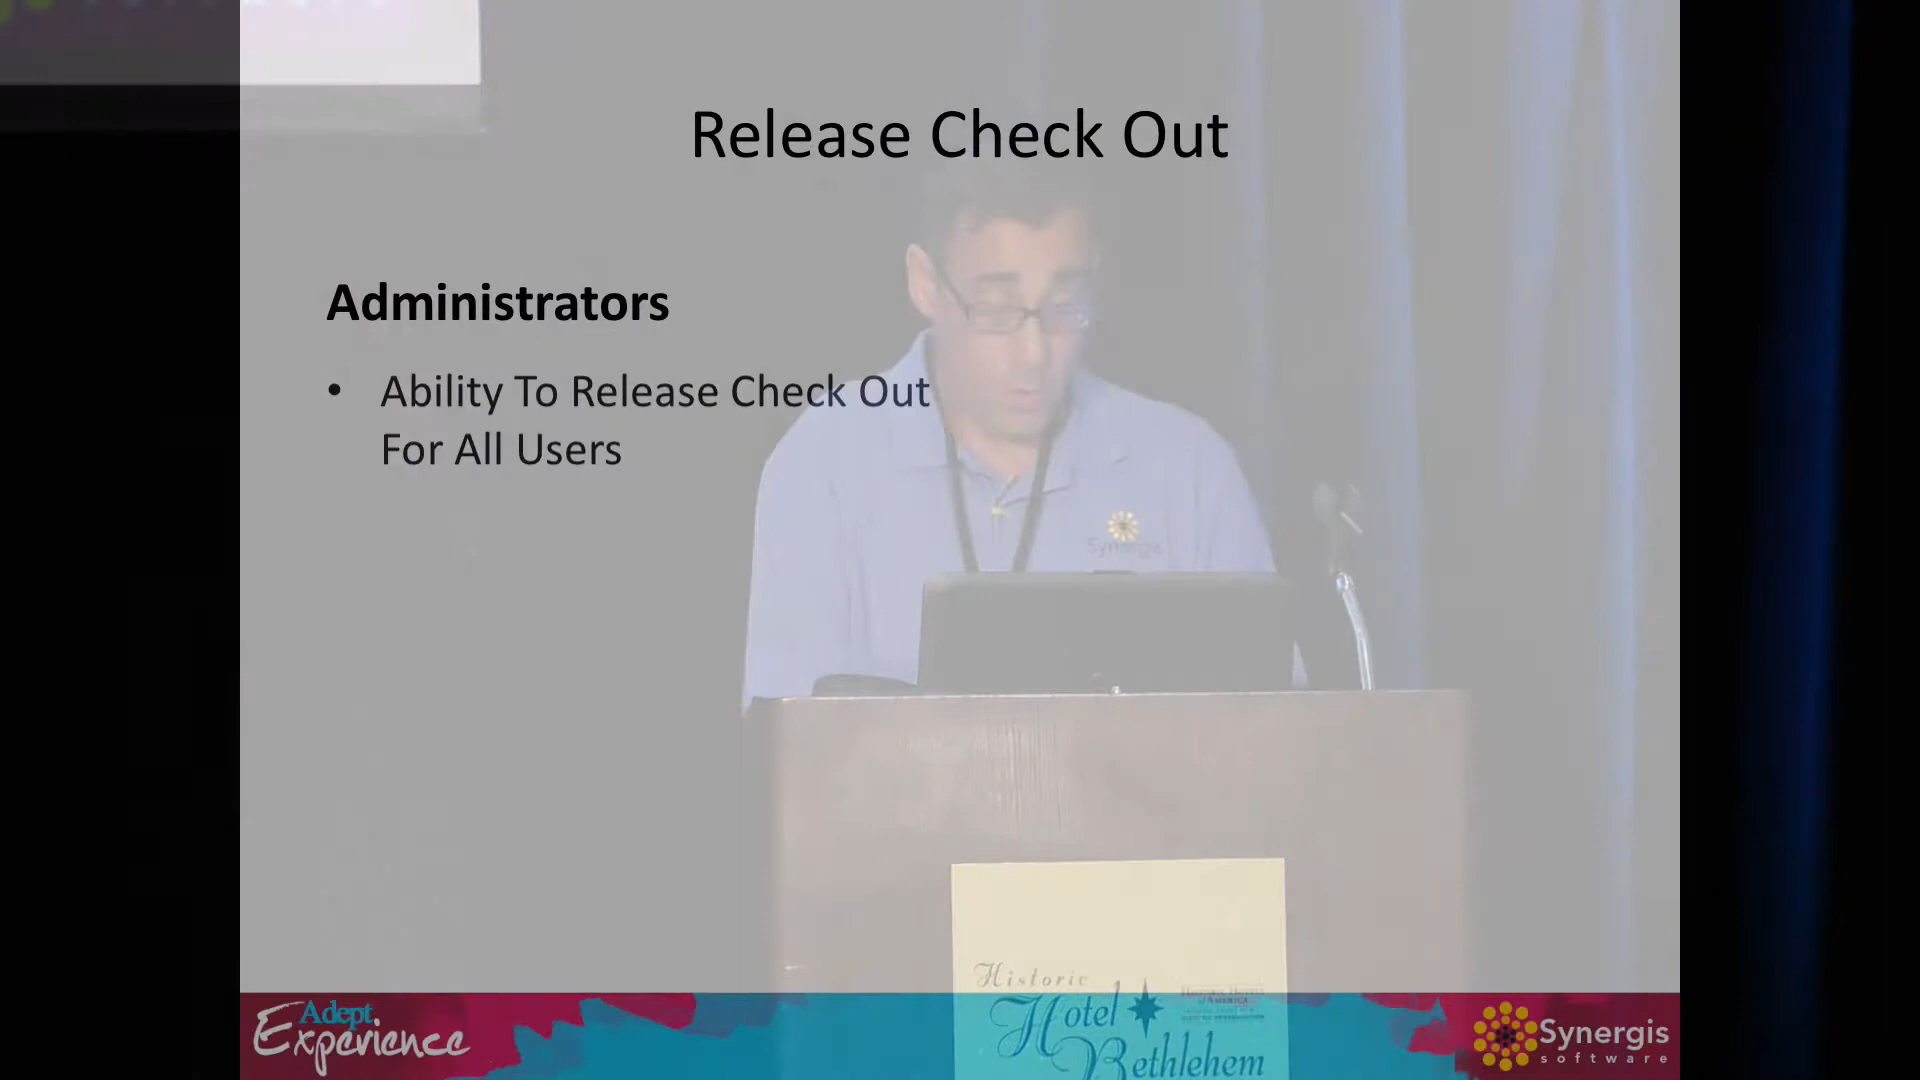 Release Check Out
Administrators
• Ability To Release Check Out
For All Users
Synergis
Historic
Hotel
Bethlehem
Adept
Experience
Synergis
software